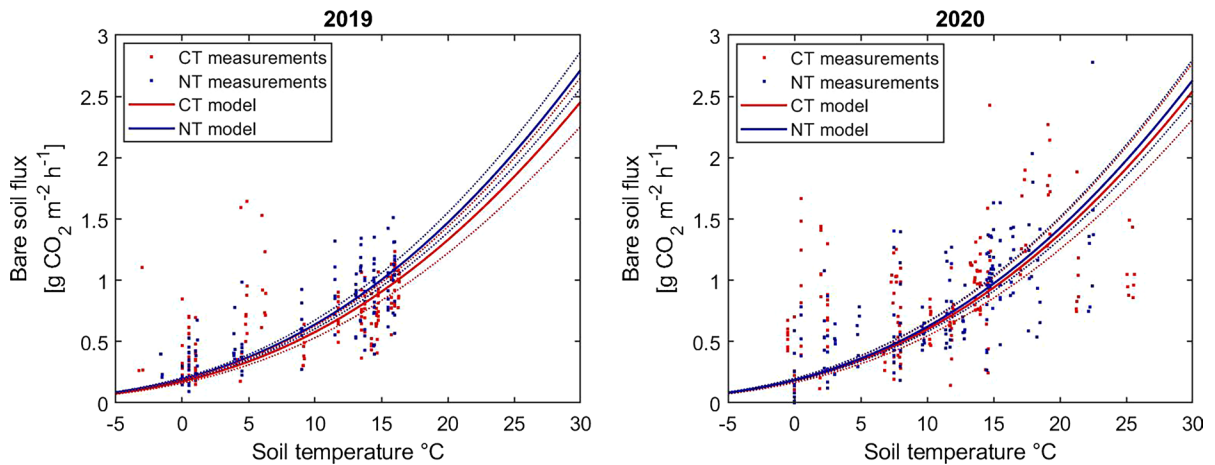 2019
3
2.5
2
1.5
1
0.5
0
-5 0 5 10 15 20 25 30
Bare soil flux
[g CO2 m-2 h-1]
Soil temperature °C
CT measurements
NT measurements
CT model
NT model
2020
3
2.5
2
1.5
1
0.5
0
-5 0 5 10 15 20 25 30
Bare soil flux
[g CO2 m-2 h-1]
Soil temperature °C
CT measurements
NT measurements
CT model
NT model